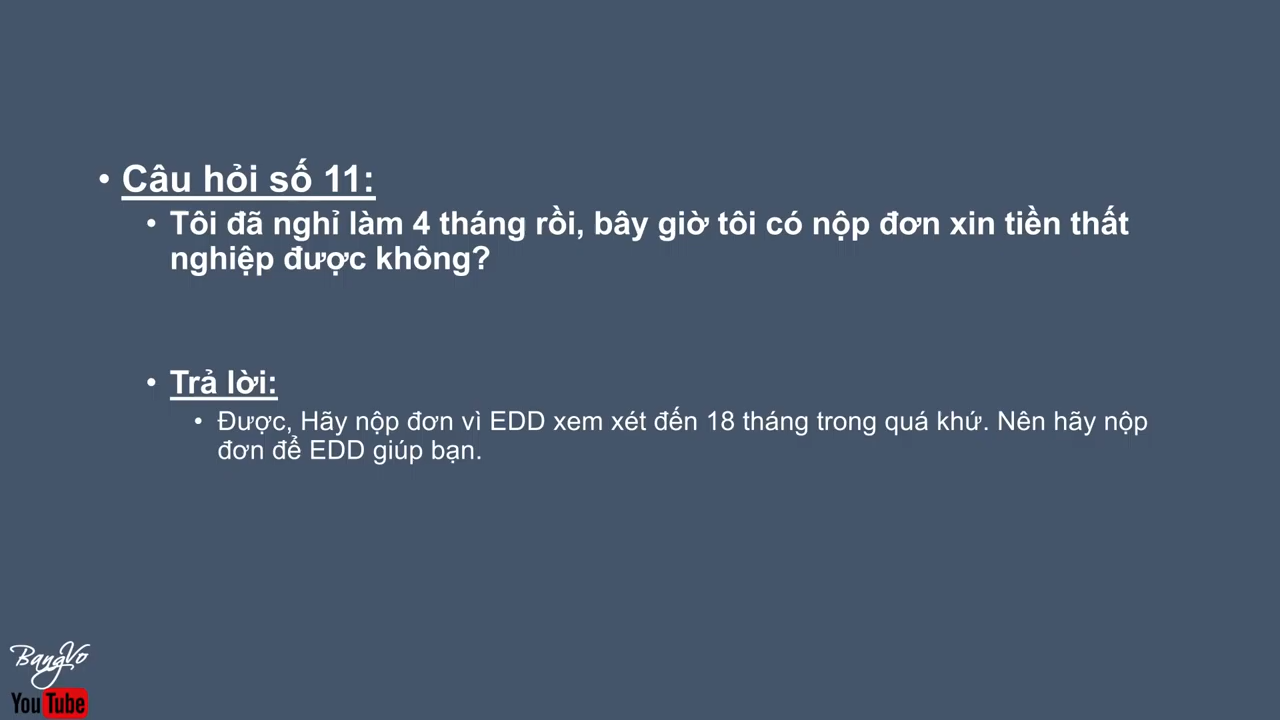 • Câu hỏi số 11:
• Tôi đã nghỉ làm 4 tháng rồi, bây giờ tôi có nộp đơn xin tiền thất
nghiệp được không?
• Trả lời:
• Được, Hãy nộp đơn vì EDD xem xét đến 18 tháng trong quá khứ. Nên hãy nộp
đơn để EDD giúp bạn.
BangVo
YouTube